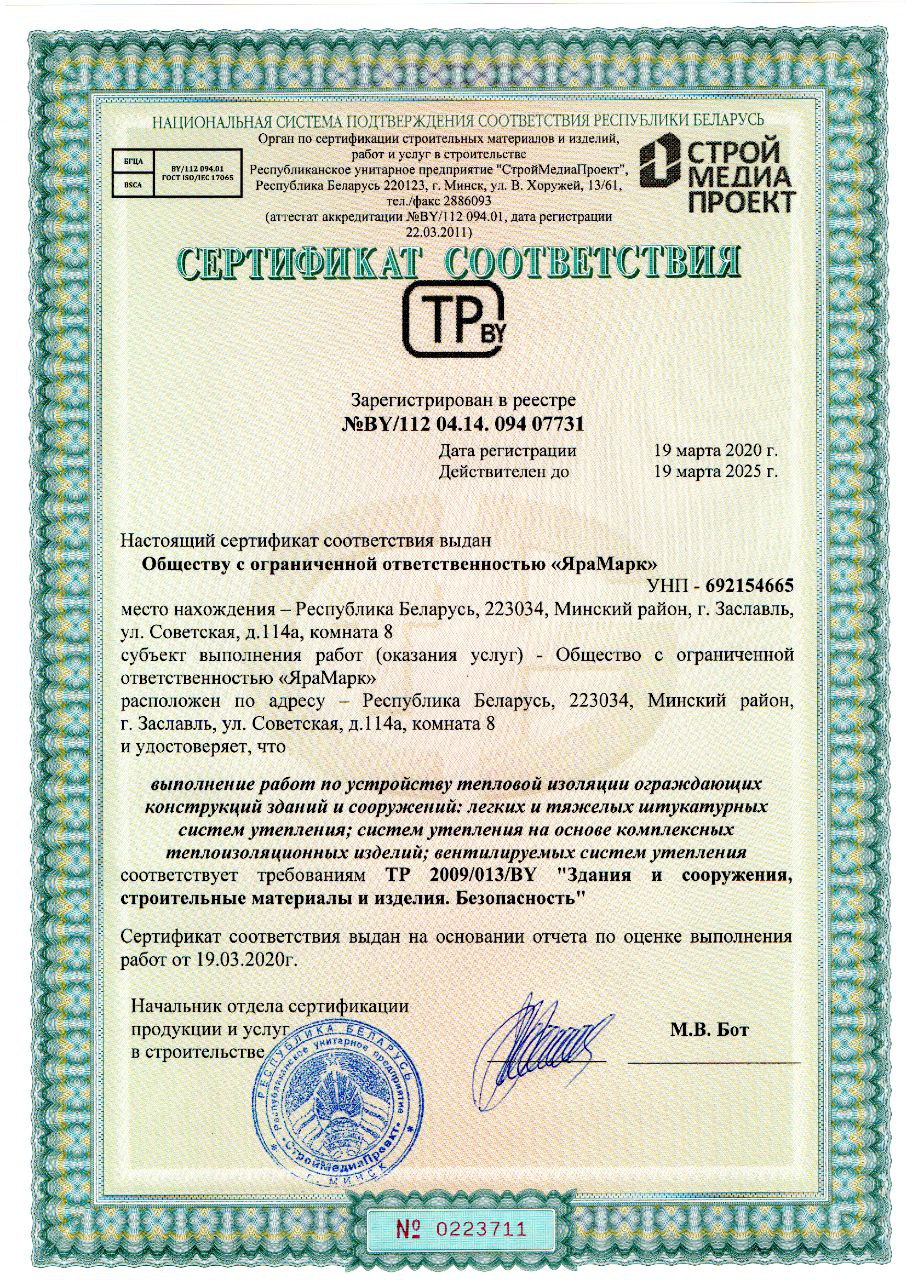 НАЦИОНАЛЬНАЯ СИСТЕМА ПОДТВЕРЖДЕНИЯ СООТВЕТСТВИЯ РЕСПУБЛИКИ БЕЛАРУСЬ
Орган по сертификации строительных материалов и изделий,
работ и услуг в строительстве
Республиканское унитарное предприятие "СтройМедиаПроект",
Республика Беларусь 220123, г. Минск, ул. В. Хоружей, 13/61,
тел./факс 2886093
(аттестат аккредитации №BY/112 094.01, дата регистрации
22.03.2011)
БГЦА
BSCA
BY/112 094.01
ГОСТ ISO/IEC 17065
СТРОЙ
МЕДИА
ПРОЕКТ
СЕРТИФИКАТ СООТВЕТСТВИЯ
ТР BY
Зарегистрирован в реестре
№BY/112 04.14. 094 07731
Дата регистрации 19 марта 2020 г.
Действителен до 19 марта 2025 г.
Настоящий сертификат соответствия выдан
Обществу с ограниченной ответственностью «ЯраМарк»
УНП - 692154665
место нахождения – Республика Беларусь, 223034, Минский район, г. Заславль,
ул. Советская, д.114а, комната 8
субъект выполнения работ (оказания услуг) - Общество с ограниченной
ответственностью «ЯраМарк»
расположен по адресу – Республика Беларусь, 223034, Минский район,
г. Заславль, ул. Советская, д.114а, комната 8
и удостоверяет, что
выполнение работ по устройству тепловой изоляции ограждающих
конструкций зданий и сооружений: легких и тяжелых штукатурных
систем утепления; систем утепления на основе комплексных
теплоизоляционных изделий; вентилируемых систем утепления
соответствует требованиям ТР 2009/013/BY "Здания и сооружения,
строительные материалы и изделия. Безопасность"
Сертификат соответствия выдан на основании отчета по оценке выполнения
работ от 19.03.2020г.
Начальник отдела сертификации
продукции и услуг
в строительстве
М.В. Бот
РЕСПУБЛИКА БЕЛАРУСЬ
Республиканское унитарное предприятие
«СтройМедиаПроект»
г. МИНСК
№ 0223711